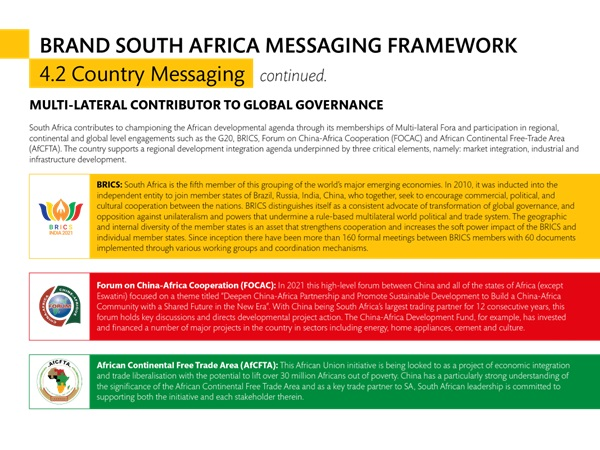 BRAND SOUTH AFRICA MESSAGING FRAMEWORK
4.2 Country Messaging continued.
MULTI-LATERAL CONTRIBUTOR TO GLOBAL GOVERNANCE
South Africa contributes to championing the African developmental agenda through its memberships of Multi-lateral Fora and participation in regional,
continental and global level engagements such as the G20, BRICS, Forum on China-Africa Cooperation (FOCAC) and African Continental Free-Trade Area
(AfCFTA). The country supports a regional development integration agenda underpinned by three critical elements, namely: market integration, industrial and
infrastructure development.
BRICS
INDIA 2021
BRICS: South Africa is the fifth member state of this grouping of the world's major emerging economies. In 2010, it was inducted into the
independent entity to join member states of Brazil, Russia, India, China, who together, seek to encourage commercial, political, and
cultural cooperation between the nations. BRICS distinguishes itself as a consistent advocate of transformation of global governance, and
opposition against unilateralism and powers that undermine a rule-based multilateral world political and trade system. The geographic
and internal diversity of the member states is an asset that strengthens cooperation and increases the soft power impact of the BRICS and
individual member states. Since inception there have been more than 160 formal meetings between BRICS members with 60 documents
implemented through various working groups and coordination mechanisms.
FORUM
Forum on China-Africa Cooperation (FOCAC): In 2021 this high-level forum between China and all of the states of Africa (except
Eswatini) focused on a theme titled "Deepen China-Africa Partnership and Promote Sustainable Development to Build a China-Africa
Community with a Shared Future in the New Era". With China being South Africa's largest trading partner for 12 consecutive years, this
forum holds key discussions and directs developmental project action. The China-Africa Development Fund, for example, has invested
and financed a number of major projects in the country in sectors including energy, home appliances, cement and culture.
AfCFTA
African Continental Free Trade Area (AfCFTA): This African Union initiative is being looked to as a project of economic integration
and trade liberalisation with the potential to lift over 30 million Africans out of poverty. China has a particularly strong understanding of
the significance of the African Continental Free Trade Area and as a key trade partner to SA, South African leadership is committed to
supporting both the initiative and each stakeholder therein.